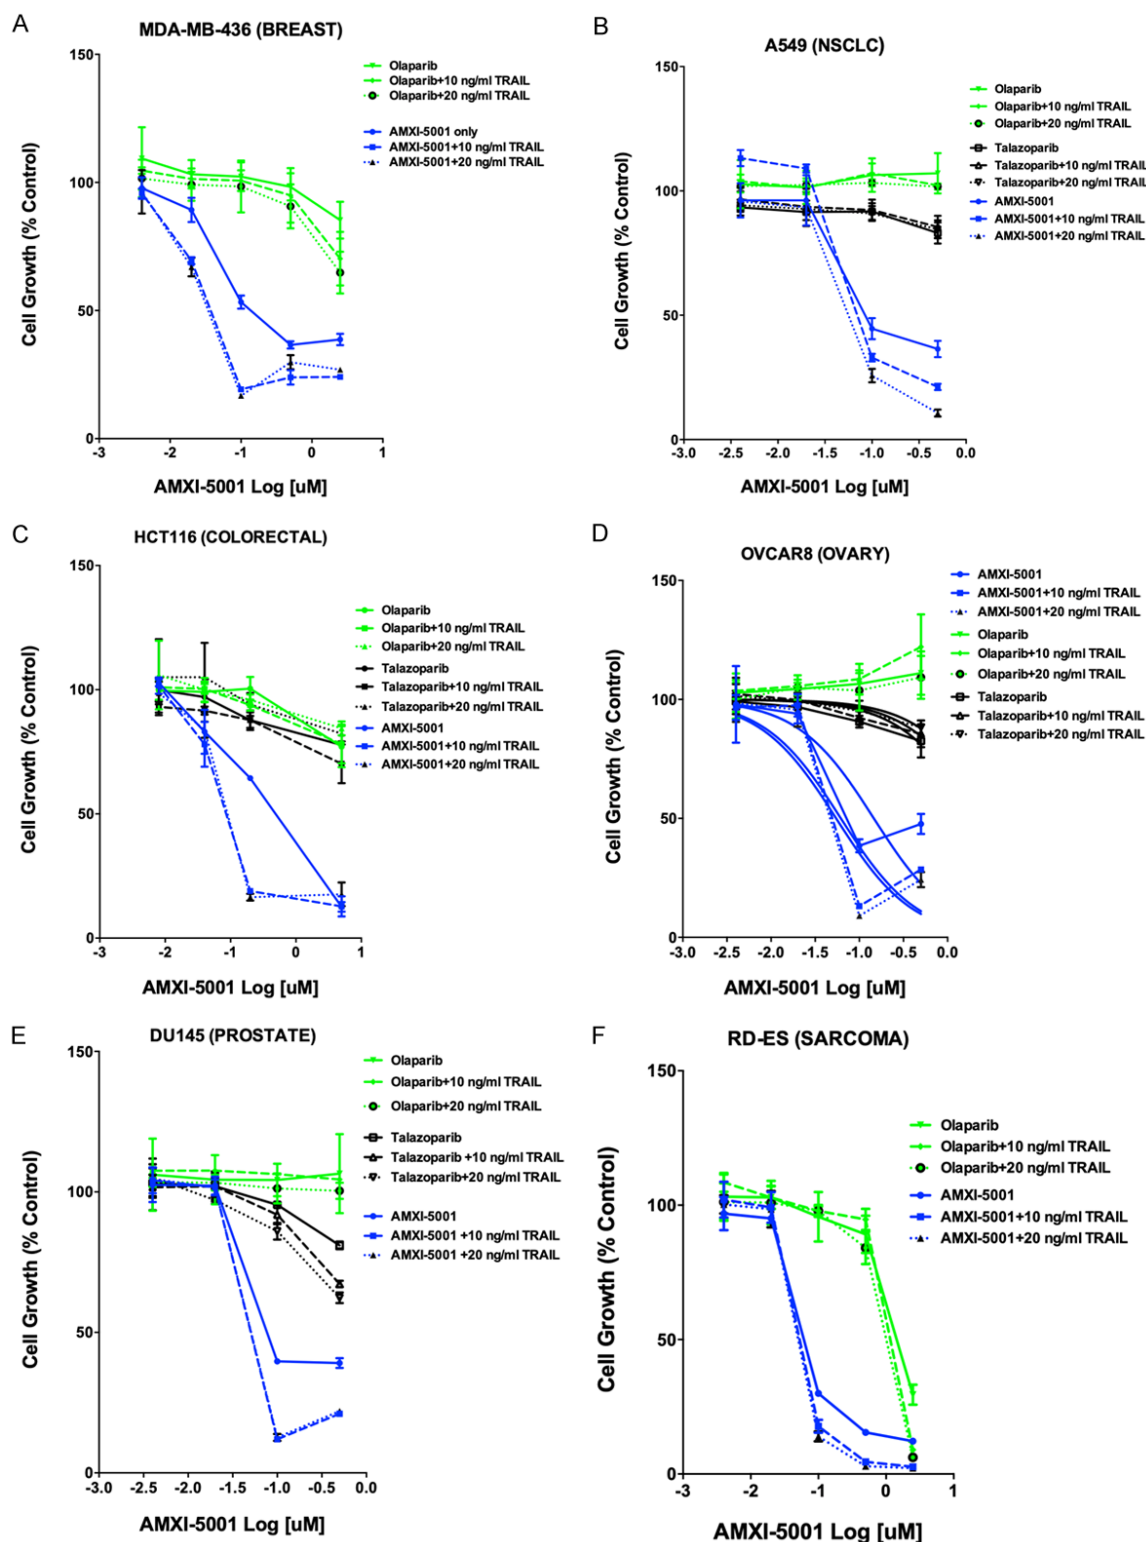 A
MDA-MB-436 (BREAST)
150
100
50
0
-3
-2
-1
0
1
Cell Growth (% Control)
AMXI-5001 Log [uM]
Olaparib
Olaparib+10 ng/ml TRAIL
Olaparib+20 ng/ml TRAIL
AMXI-5001 only
AMXI-5001+10 ng/ml TRAIL
AMXI-5001+20 ng/ml TRAIL
B
A549 (NSCLC)
150
100
50
0
-3.0
-2.5
-2.0
-1.5
-1.0
-0.5
0.0
Cell Growth (% Control)
AMXI-5001 Log [uM]
Olaparib
Olaparib+10 ng/ml TRAIL
Olaparib+20 ng/ml TRAIL
Talazoparib
Talazoparib+10 ng/ml TRAIL
Talazoparib+20 ng/ml TRAIL
AMXI-5001
AMXI-5001+10 ng/ml TRAIL
AMXI-5001+20 ng/ml TRAIL
C
HCT116 (COLORECTAL)
150
100
50
0
-3
-2
-1
0
1
Cell Growth (% Control)
AMXI-5001 Log [uM]
Olaparib
Olaparib+10 ng/ml TRAIL
Olaparib+20 ng/ml TRAIL
Talazoparib
Talazoparib+10 ng/ml TRAIL
Talazoparib+20 ng/ml TRAIL
AMXI-5001
AMXI-5001+10 ng/ml TRAIL
AMXI-5001+20 ng/ml TRAIL
D
OVCAR8 (OVARY)
150
100
50
0
-3.0
-2.5
-2.0
-1.5
-1.0
-0.5
0.0
Cell Growth (% Control)
AMXI-5001 Log [uM]
AMXI-5001
AMXI-5001+10 ng/ml TRAIL
AMXI-5001+20 ng/ml TRAIL
Olaparib
Olaparib+10 ng/ml TRAIL
Olaparib+20 ng/ml TRAIL
Talazoparib
Talazoparib+10 ng/ml TRAIL
Talazoparib+20 ng/ml TRAIL
E
DU145 (PROSTATE)
150
100
50
0
-3.0
-2.5
-2.0
-1.5
-1.0
-0.5
0.0
Cell Growth (% Control)
AMXI-5001 Log [uM]
Olaparib
Olaparib+10 ng/ml TRAIL
Olaparib+20 ng/ml TRAIL
Talazoparib
Talazoparib +10 ng/ml TRAIL
Talazoparib+20 ng/ml TRAIL
AMXI-5001
AMXI-5001 +10 ng/ml TRAIL
AMXI-5001 +20 ng/ml TRAIL
F
RD-ES (SARCOMA)
150
100
50
0
-3
-2
-1
0
1
Cell Growth (% Control)
AMXI-5001 Log [uM]
Olaparib
Olaparib+10 ng/ml TRAIL
Olaparib+20 ng/ml TRAIL
AMXI-5001
AMXI-5001+10 ng/ml TRAIL
AMXI-5001+20 ng/ml TRAIL